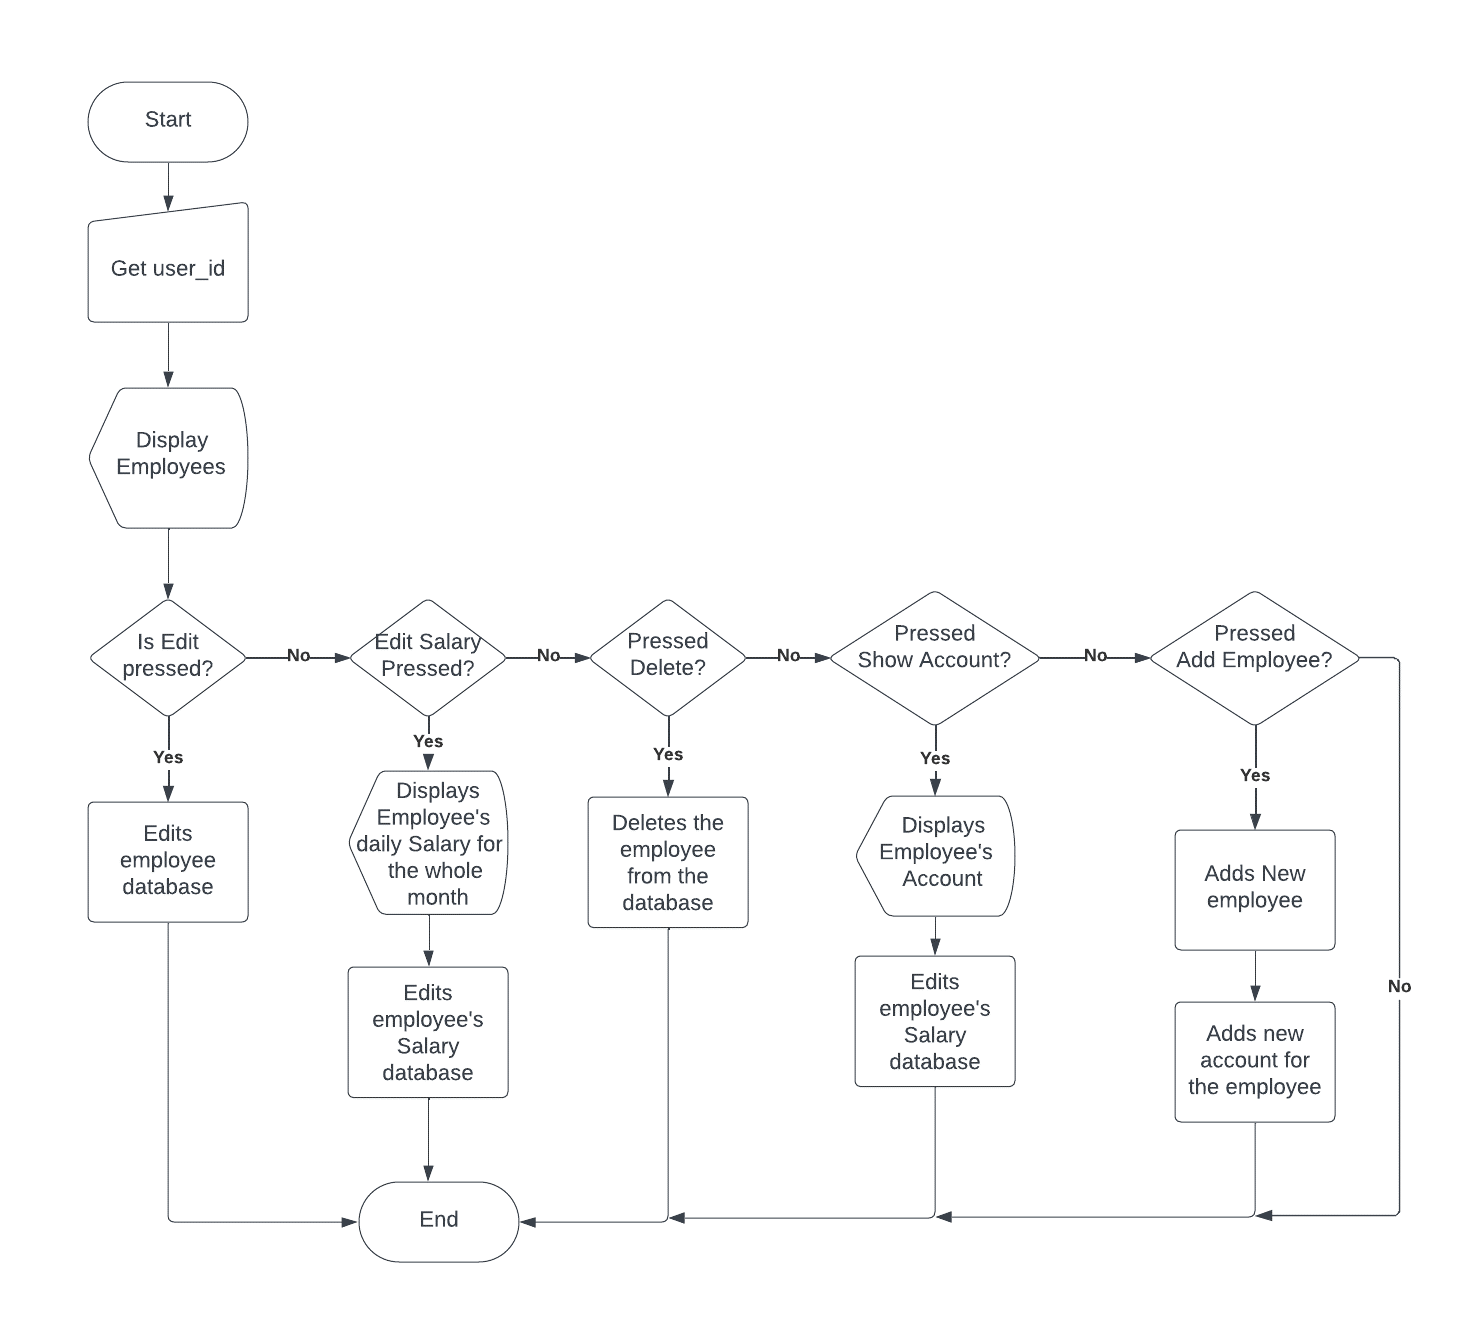 Start
Get user_id
Display
Employees
Is Edit
pressed?
No
Edit Salary
Pressed?
No
Pressed
Delete?
No
Pressed
Show Account?
No
Pressed
Add Employee?
Yes
Edits
employee
database
Yes
Displays
Employee's
daily Salary for
the whole
month
Edits
employee's
Salary
database
Yes
Deletes the
employee
from the
database
Yes
Displays
Employee's
Account
Edits
employee's
Salary
database
Yes
Adds New
employee
Adds new
account for
the employee
No
End